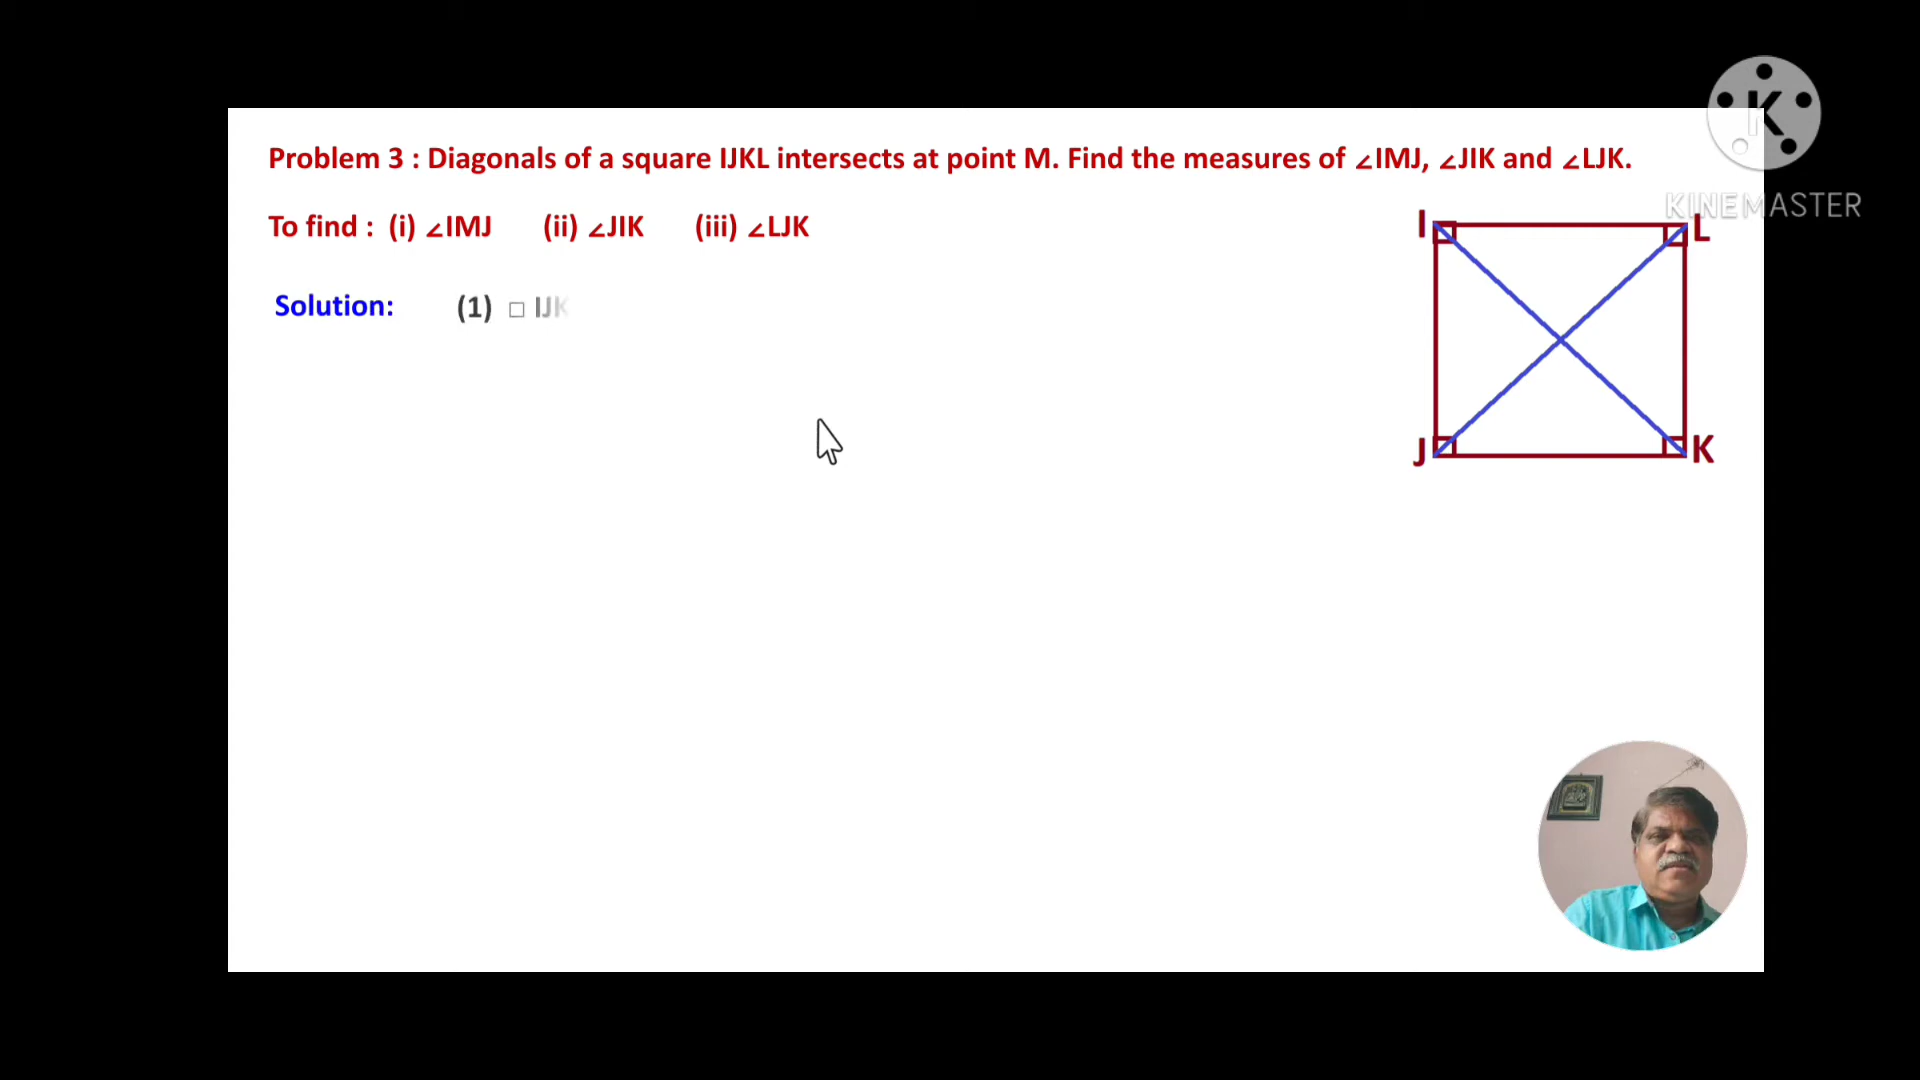 K
KINEMASTER
Problem 3 : Diagonals of a square IJKL intersects at point M. Find the measures of ∠IMJ, ∠JIK and ∠LJK.
To find : (i) ∠IMJ (ii) ∠JIK (iii) ∠LJK
I L
Solution: (1) □ IJK
J K